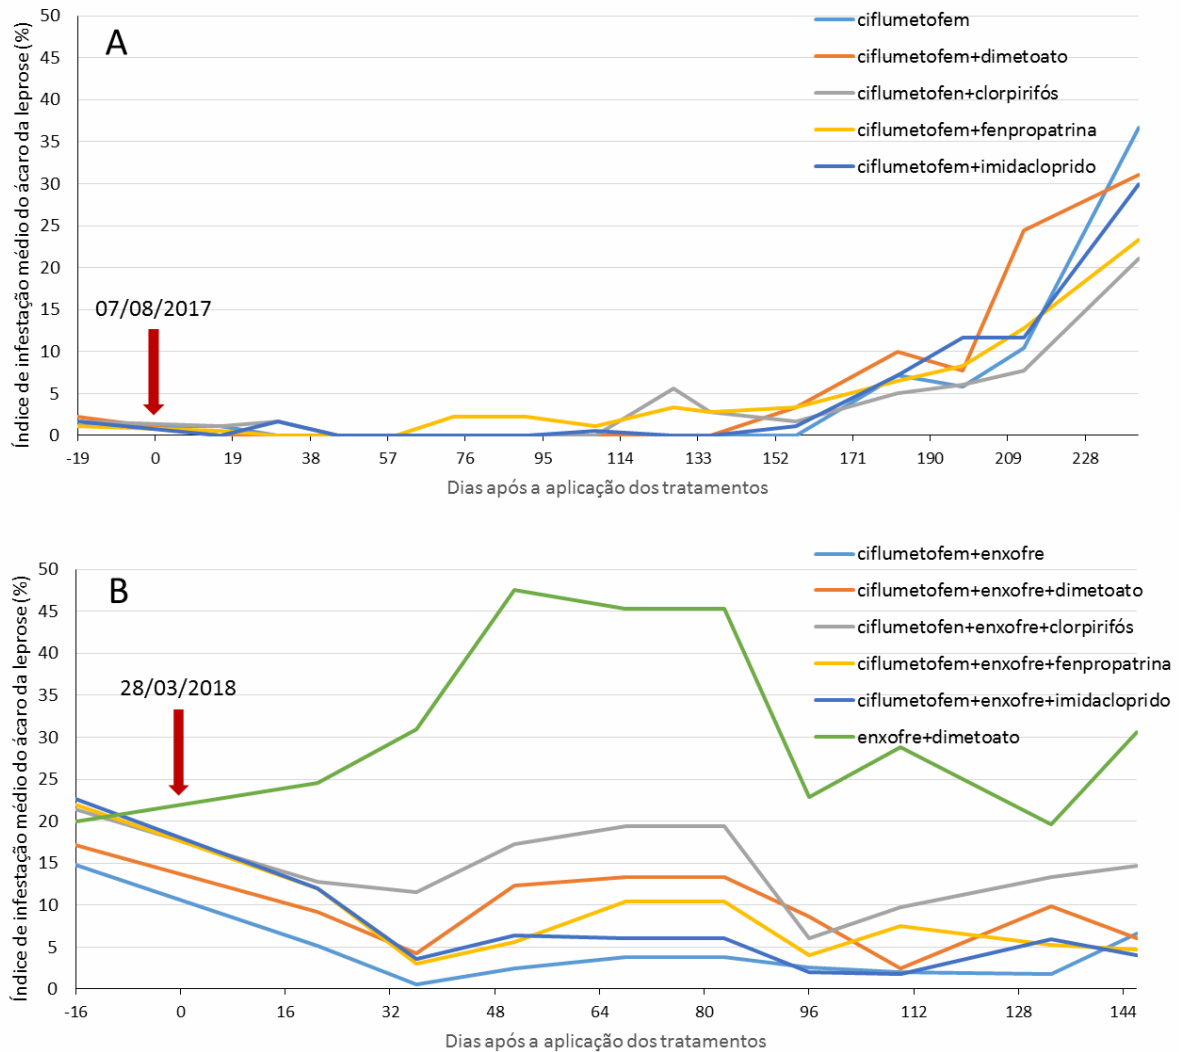 Índice de infestação médio do ácaro da leprose (%)
50
45
40
35
30
25
20
15
10
5
0
A
07/08/2017
ciflumetofem
ciflumetofem+dimetoato
ciflumetofen+clorpirifós
ciflumetofem+fenpropatrina
ciflumetofem+imidacloprido
-19 0 19 38 57 76 95 114 133 152 171 190 209 228
Dias após a aplicação dos tratamentos
Índice de infestação médio do ácaro da leprose (%)
50
45
40
35
30
25
20
15
10
5
0
B
28/03/2018
ciflumetofem+enxofre
ciflumetofem+enxofre+dimetoato
ciflumetofen+enxofre+clorpirifós
ciflumetofem+enxofre+fenpropatrina
ciflumetofem+enxofre+imidacloprido
enxofre+dimetoato
-16 0 16 32 48 64 80 96 112 128 144
Dias após a aplicação dos tratamentos